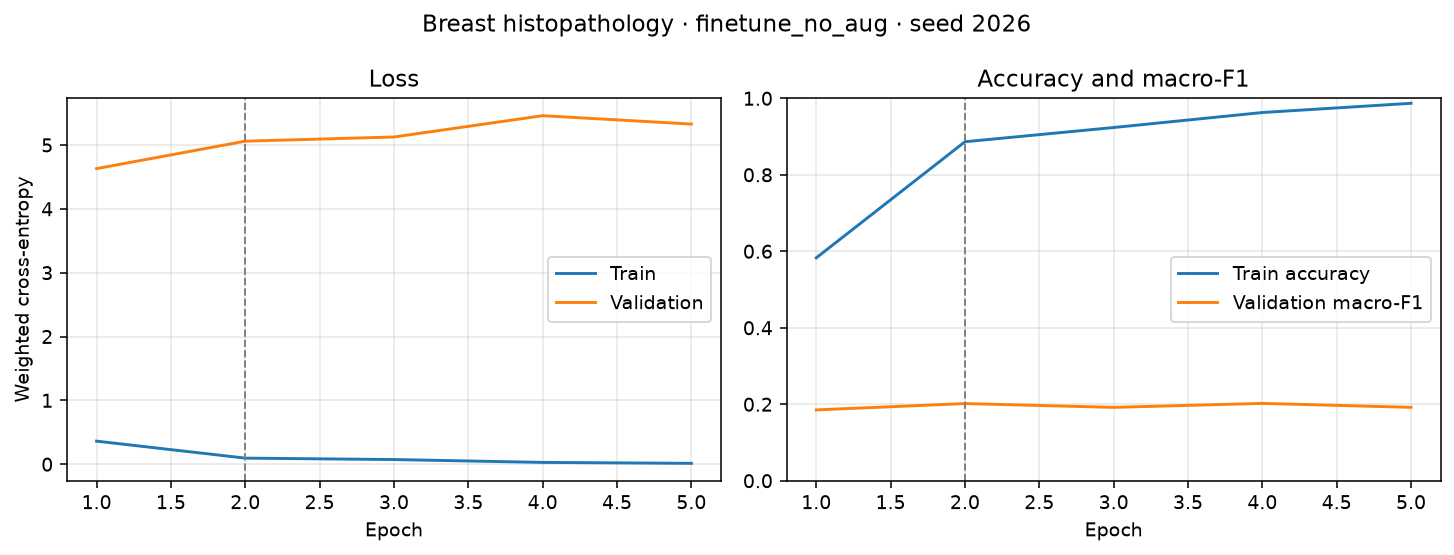 Breast histopathology · finetune_no_aug · seed 2026
Loss
Weighted cross-entropy
5
4
3
2
1
0
Train
Validation
1.0 1.5 2.0 2.5 3.0 3.5 4.0 4.5 5.0
Epoch
Accuracy and macro-F1
1.0
0.8
0.6
0.4
0.2
0.0
Train accuracy
Validation macro-F1
1.0 1.5 2.0 2.5 3.0 3.5 4.0 4.5 5.0
Epoch